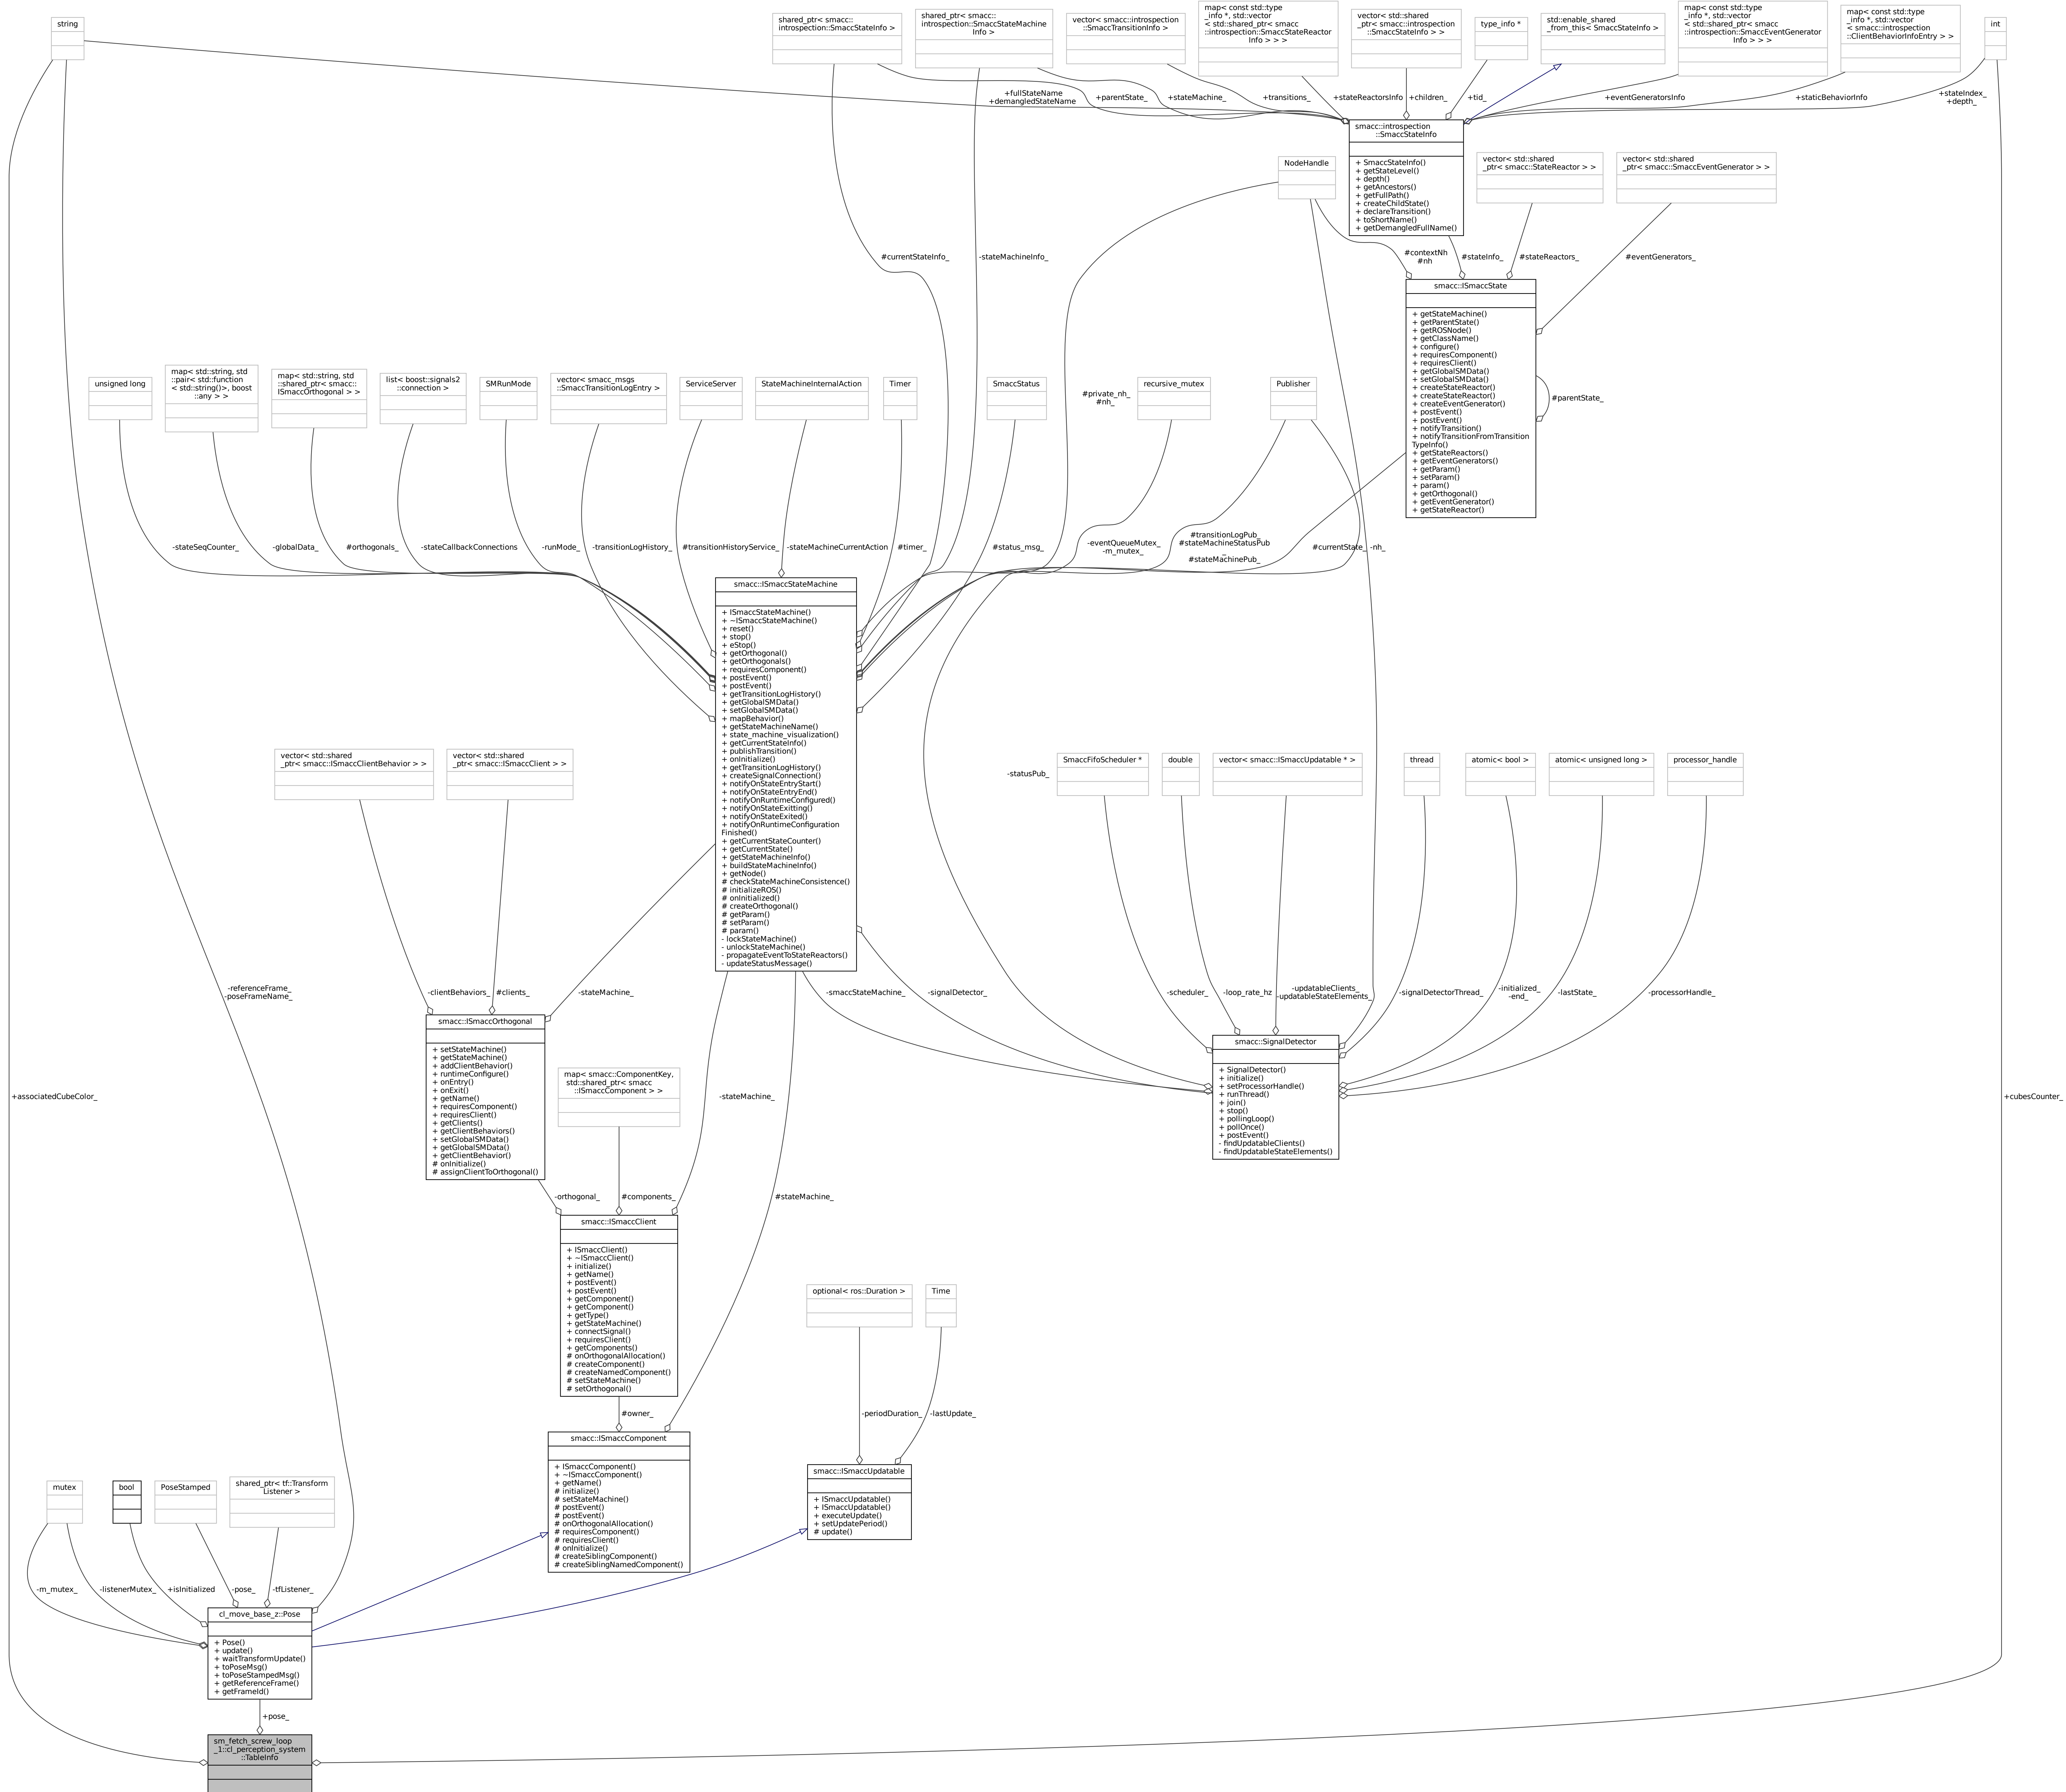 string
shared_ptr< smacc::
introspection::SmaccStateInfo >
shared_ptr< smacc::
introspection::SmaccStateMachine
Info >
vector< smacc::introspection
::SmaccTransitionInfo >
map< const std::type
_info *, std::vector
< std::shared_ptr< smacc
::introspection::SmaccStateReactor
Info > > >
vector< std::shared
_ptr< smacc::introspection
::SmaccStateInfo > >
type_info *
std::enable_shared
_from_this< SmaccStateInfo >
map< const std::type
_info *, std::vector
< std::shared_ptr< smacc
::introspection::SmaccEventGenerator
Info > > >
map< const std::type
_info *, std::vector
< smacc::introspection
::ClientBehaviorInfoEntry > >
int
+fullStateName
+demangledStateName
+parentState_
+stateMachine_
+transitions_
+stateReactorsInfo
+children_
+tid_
+eventGeneratorsInfo
+staticBehaviorInfo
+stateIndex_
+depth_
smacc::introspection
::SmaccStateInfo
+ SmaccStateInfo()
+ getStateLevel()
+ depth()
+ getAncestors()
+ getFullPath()
+ createChildState()
+ declareTransition()
+ toShortName()
+ getDemangledFullName()
NodeHandle
vector< std::shared
_ptr< smacc::StateReactor > >
vector< std::shared
_ptr< smacc::SmaccEventGenerator > >
#currentStateInfo_
-stateMachineInfo_
#contextNh
#nh
#stateInfo_
#stateReactors_
#eventGenerators_
smacc::ISmaccState
+ getStateMachine()
+ getParentState()
+ getROSNode()
+ getClassName()
+ configure()
+ requiresComponent()
+ requiresClient()
+ getGlobalSMData()
+ setGlobalSMData()
+ createStateReactor()
+ createStateReactor()
+ createEventGenerator()
+ postEvent()
+ postEvent()
+ notifyTransition()
+ notifyTransitionFromTransition
TypeInfo()
+ getStateReactors()
+ getEventGenerators()
+ getParam()
+ setParam()
+ param()
+ getOrthogonal()
+ getEventGenerator()
+ getStateReactor()
#parentState_
unsigned long
map< std::string, std
::pair< std::function
< std::string()>, boost
::any > >
map< std::string, std
::shared_ptr< smacc::
ISmaccOrthogonal > >
list< boost::signals2
::connection >
SMRunMode
vector< smacc_msgs
::SmaccTransitionLogEntry >
ServiceServer
StateMachineInternalAction
Timer
SmaccStatus
#private_nh_
#nh_
recursive_mutex
Publisher
-stateSeqCounter_
-globalData_
#orthogonals_
-stateCallbackConnections
-runMode_
-transitionLogHistory_
#transitionHistoryService_
-stateMachineCurrentAction
#timer_
#status_msg_
-eventQueueMutex_
-m_mutex_
#transitionLogPub_
#stateMachineStatusPub
_
#stateMachinePub_
#currentState_
-nh_
smacc::ISmaccStateMachine
+ ISmaccStateMachine()
+ ~ISmaccStateMachine()
+ reset()
+ stop()
+ eStop()
+ getOrthogonal()
+ getOrthogonals()
+ requiresComponent()
+ postEvent()
+ postEvent()
+ getTransitionLogHistory()
+ getGlobalSMData()
+ setGlobalSMData()
+ mapBehavior()
+ getStateMachineName()
+ state_machine_visualization()
+ getCurrentStateInfo()
+ publishTransition()
+ onInitialize()
+ getTransitionLogHistory()
+ createSignalConnection()
+ notifyOnStateEntryStart()
+ notifyOnStateEntryEnd()
+ notifyOnRuntimeConfigured()
+ notifyOnStateExitting()
+ notifyOnStateExited()
+ notifyOnRuntimeConfiguration
Finished()
+ getCurrentStateCounter()
+ getCurrentState()
+ getStateMachineInfo()
+ buildStateMachineInfo()
+ getNode()
# checkStateMachineConsistence()
# initializeROS()
# onInitialized()
# createOrthogonal()
# getParam()
# setParam()
# param()
- lockStateMachine()
- unlockStateMachine()
- propagateEventToStateReactors()
- updateStatusMessage()
vector< std::shared
_ptr< smacc::ISmaccClientBehavior > >
vector< std::shared
_ptr< smacc::ISmaccClient > >
-statusPub_
SmaccFifoScheduler *
double
vector< smacc::ISmaccUpdatable * >
thread
atomic< bool >
atomic< unsigned long >
processor_handle
-referenceFrame_
-poseFrameName_
-clientBehaviors_
#clients_
-stateMachine_
-smaccStateMachine_
-signalDetector_
-scheduler_
-loop_rate_hz
-updatableClients_
-updatableStateElements_
-signalDetectorThread_
-initialized_
-end_
-lastState_
-processorHandle_
smacc::ISmaccOrthogonal
+ setStateMachine()
+ getStateMachine()
+ addClientBehavior()
+ runtimeConfigure()
+ onEntry()
+ onExit()
+ getName()
+ requiresComponent()
+ requiresClient()
+ getClients()
+ getClientBehaviors()
+ setGlobalSMData()
+ getGlobalSMData()
+ getClientBehavior()
# onInitialize()
# assignClientToOrthogonal()
smacc::SignalDetector
+ SignalDetector()
+ initialize()
+ setProcessorHandle()
+ runThread()
+ join()
+ stop()
+ pollingLoop()
+ pollOnce()
+ postEvent()
- findUpdatableClients()
- findUpdatableStateElements()
map< smacc::ComponentKey,
std::shared_ptr< smacc
::ISmaccComponent > >
-stateMachine_
+associatedCubeColor_
+cubesCounter_
-orthogonal_
#components_
#stateMachine_
smacc::ISmaccClient
+ ISmaccClient()
+ ~ISmaccClient()
+ initialize()
+ getName()
+ postEvent()
+ postEvent()
+ getComponent()
+ getComponent()
+ getType()
+ getStateMachine()
+ connectSignal()
+ requiresClient()
+ getComponents()
# onOrthogonalAllocation()
# createComponent()
# createNamedComponent()
# setStateMachine()
# setOrthogonal()
optional< ros::Duration >
Time
#owner_
-periodDuration_
-lastUpdate_
smacc::ISmaccComponent
+ ISmaccComponent()
+ ~ISmaccComponent()
+ getName()
# initialize()
# setStateMachine()
# postEvent()
# postEvent()
# onOrthogonalAllocation()
# requiresComponent()
# requiresClient()
# onInitialize()
# createSiblingComponent()
# createSiblingNamedComponent()
smacc::ISmaccUpdatable
+ ISmaccUpdatable()
+ ISmaccUpdatable()
+ executeUpdate()
+ setUpdatePeriod()
# update()
mutex
bool
PoseStamped
shared_ptr< tf::Transform
Listener >
-m_mutex_
-listenerMutex_
+isInitialized
-pose_
-tfListener_
cl_move_base_z::Pose
+ Pose()
+ update()
+ waitTransformUpdate()
+ toPoseMsg()
+ toPoseStampedMsg()
+ getReferenceFrame()
+ getFrameId()
+pose_
sm_fetch_screw_loop
_1::cl_perception_system
::TableInfo